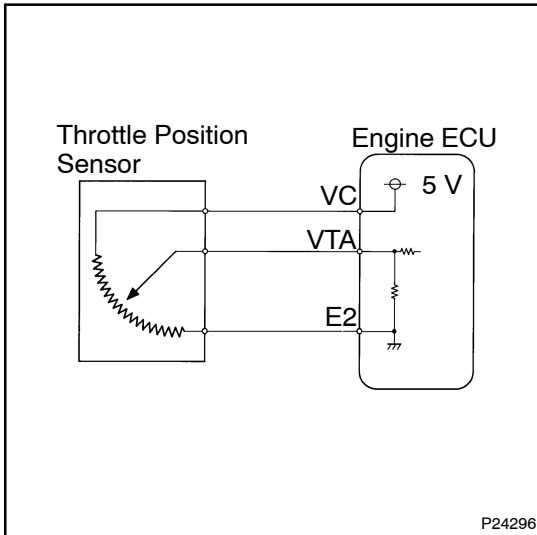 Throttle Position
Sensor
Engine ECU
5 V
VC
VTA
E2
P24296